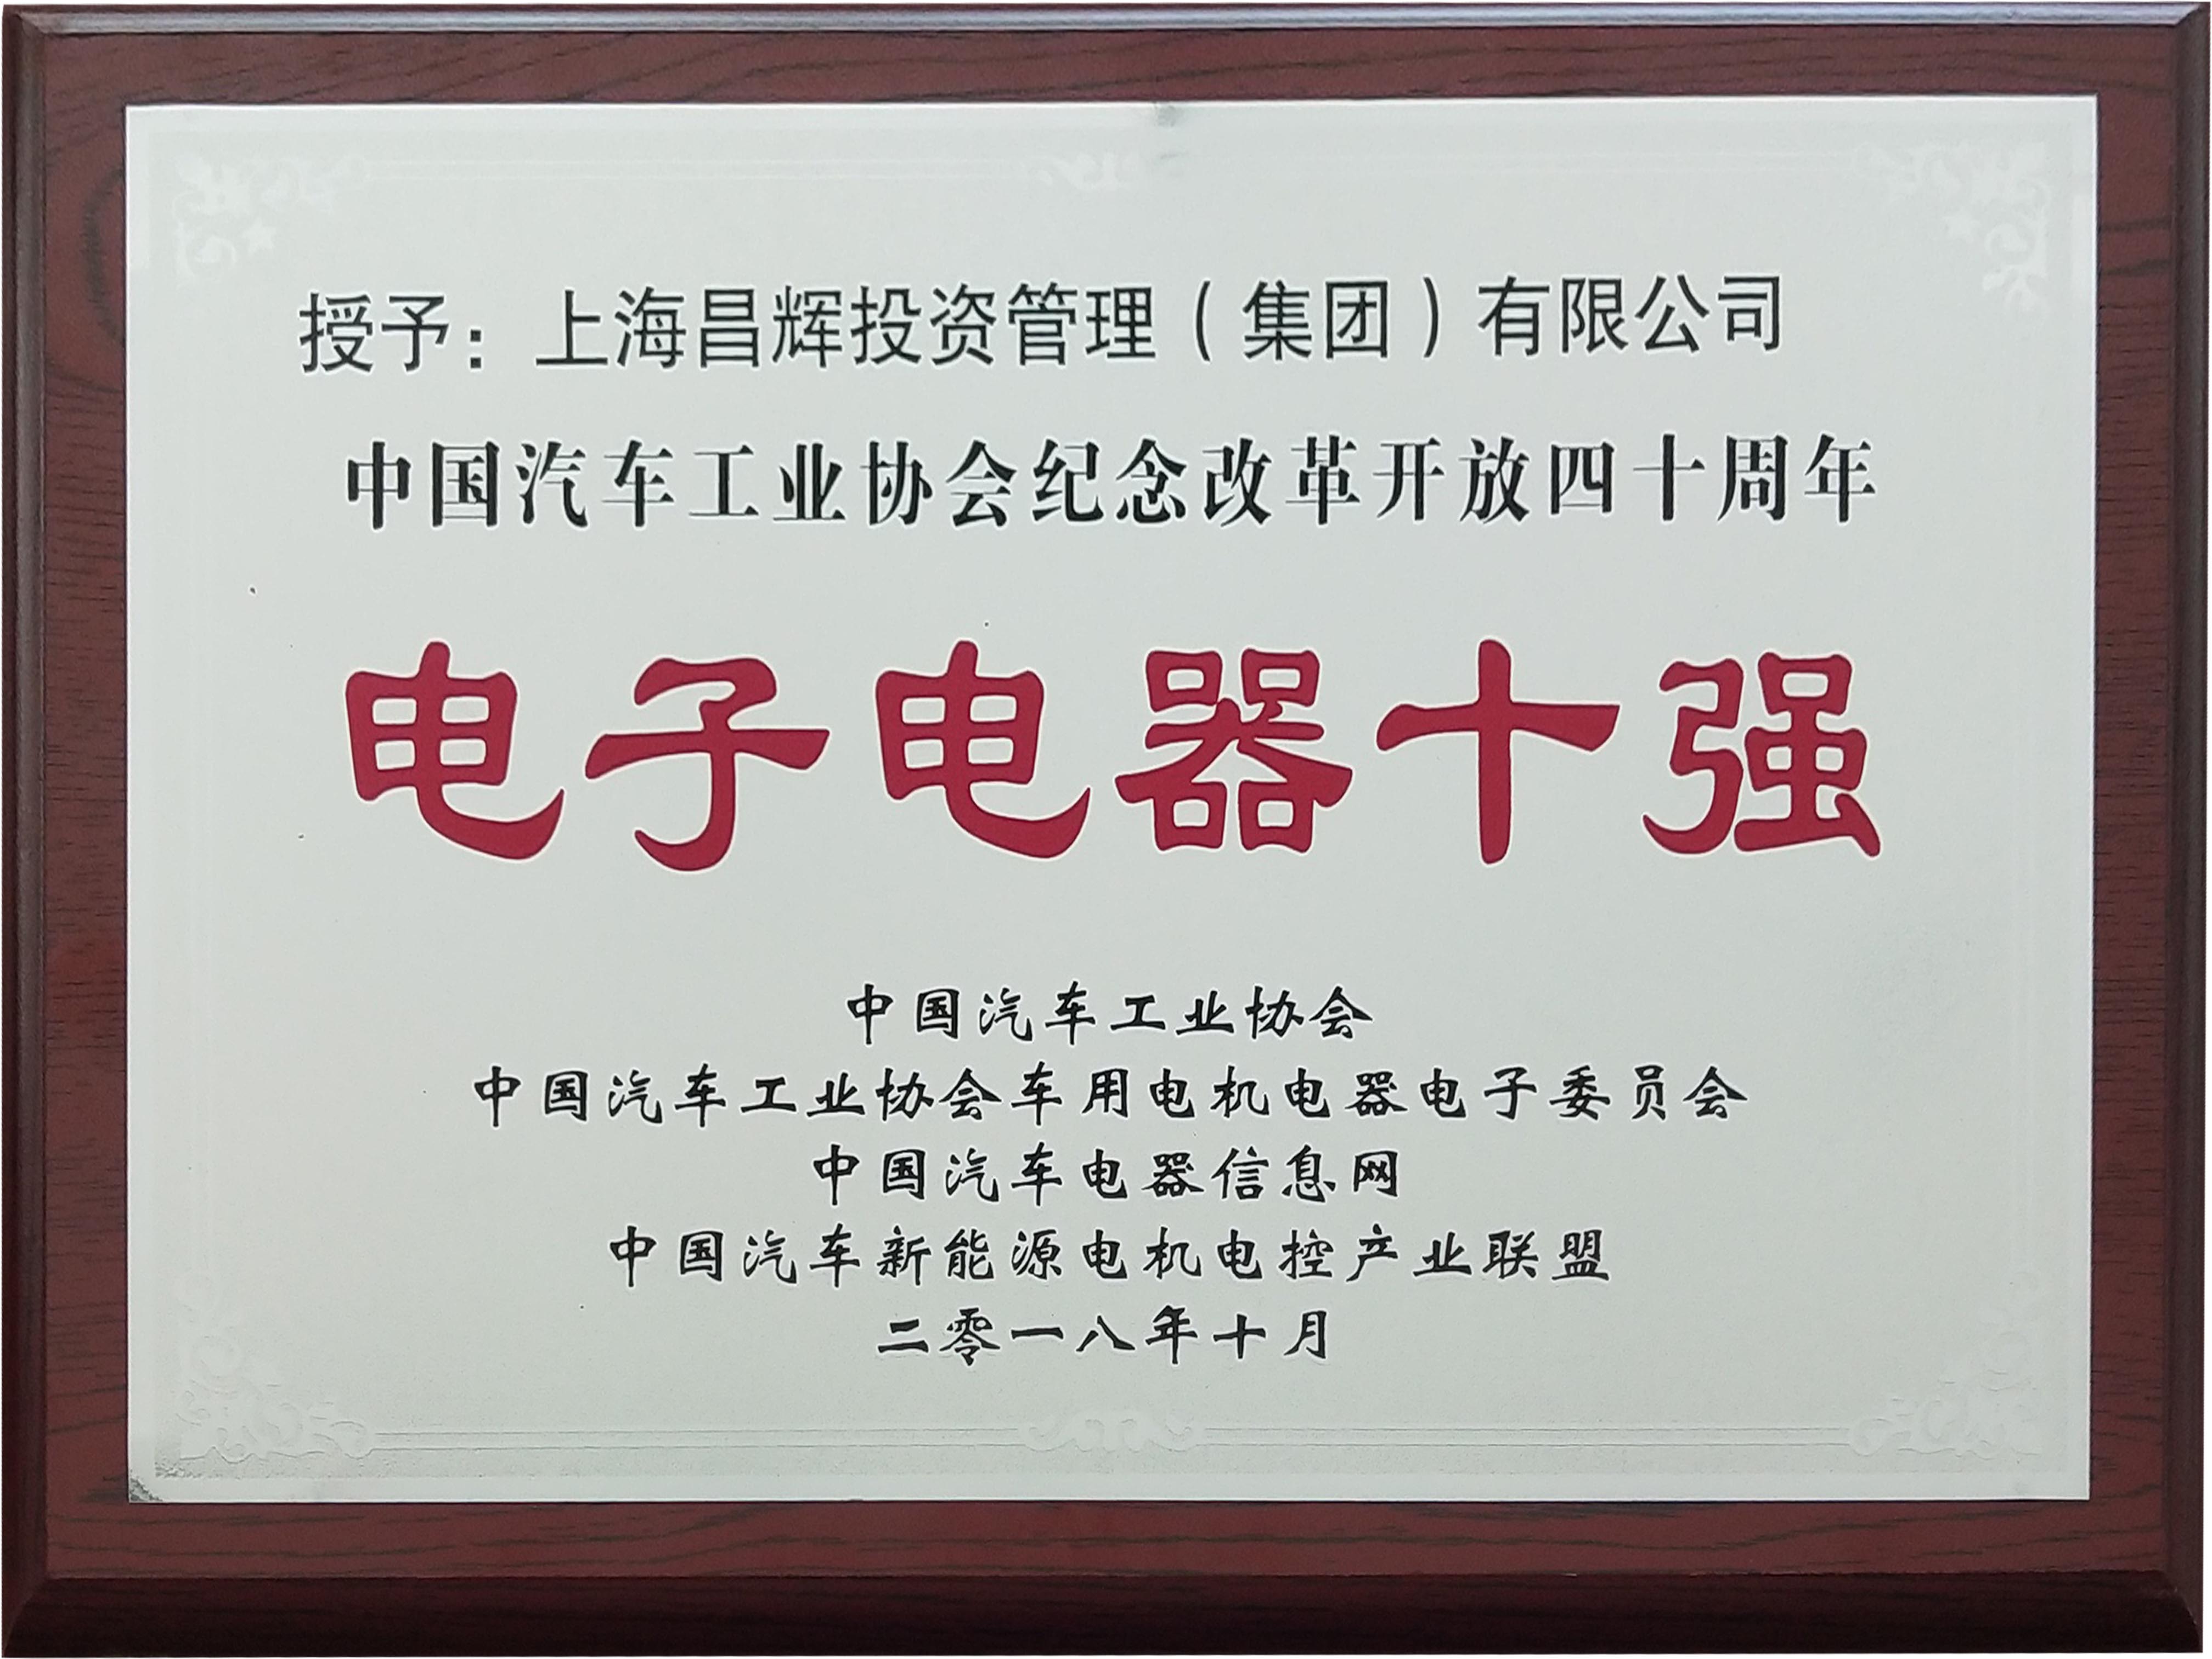 授予：上海昌辉投资管理（集团）有限公司
中国汽车工业协会纪念改革开放四十周年
电子电器十强
中国汽车工业协会
中国汽车工业协会车用电机电器电子委员会
中国汽车电器信息网
中国汽车新能源电机电控产业联盟
二零一八年十月